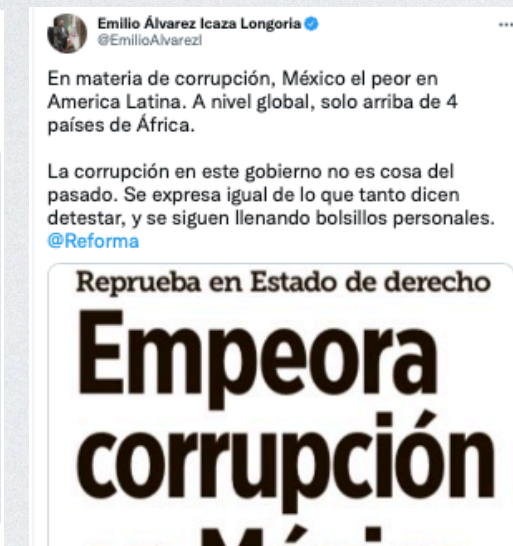 Emilio Álvarez Icaza Longoria
@EmilioAlvarezI
En materia de corrupción, México el peor en
America Latina. A nivel global, solo arriba de 4
países de África.
La corrupción en este gobierno no es cosa del
pasado. Se expresa igual de lo que tanto dicen
detestar, y se siguen llenando bolsillos personales.
@Reforma
Reprueba en Estado de derecho
Empeora
corrupción